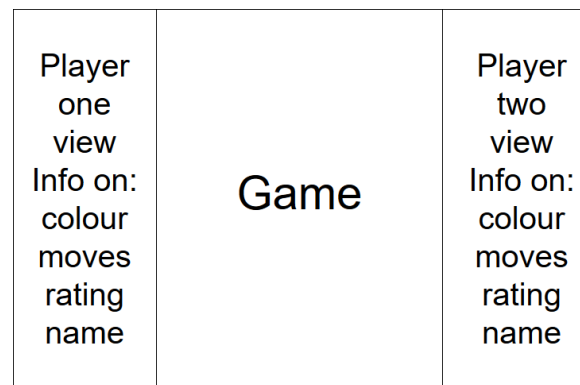 Player
one
view
Info on:
colour
moves
rating
name
Game
Player
two
view
Info on:
colour
moves
rating
name